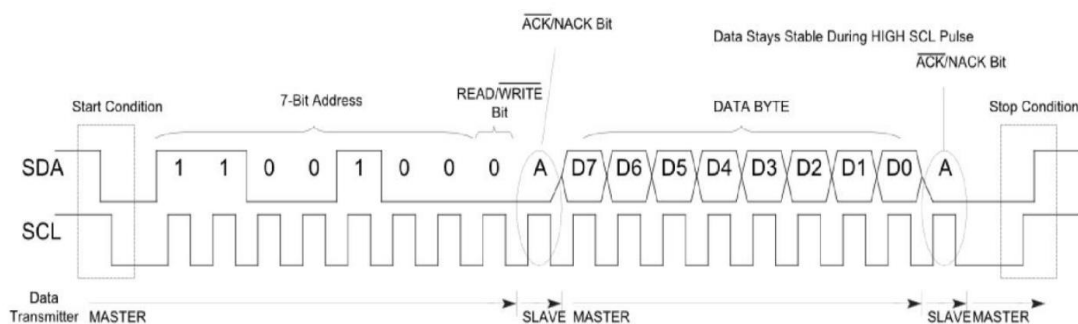 ACK/NACK Bit
Data Stays Stable During HIGH SCL Pulse
ACK/NACK Bit
Start Condition
7-Bit Address
READ/WRITE
Bit
DATA BYTE
Stop Condition
SDA 1 1 0 0 1 0 0 0 A D7 D6 D5 D4 D3 D2 D1 D0 A
SCL
Data
Transmitter MASTER SLAVE MASTER SLAVE MASTER